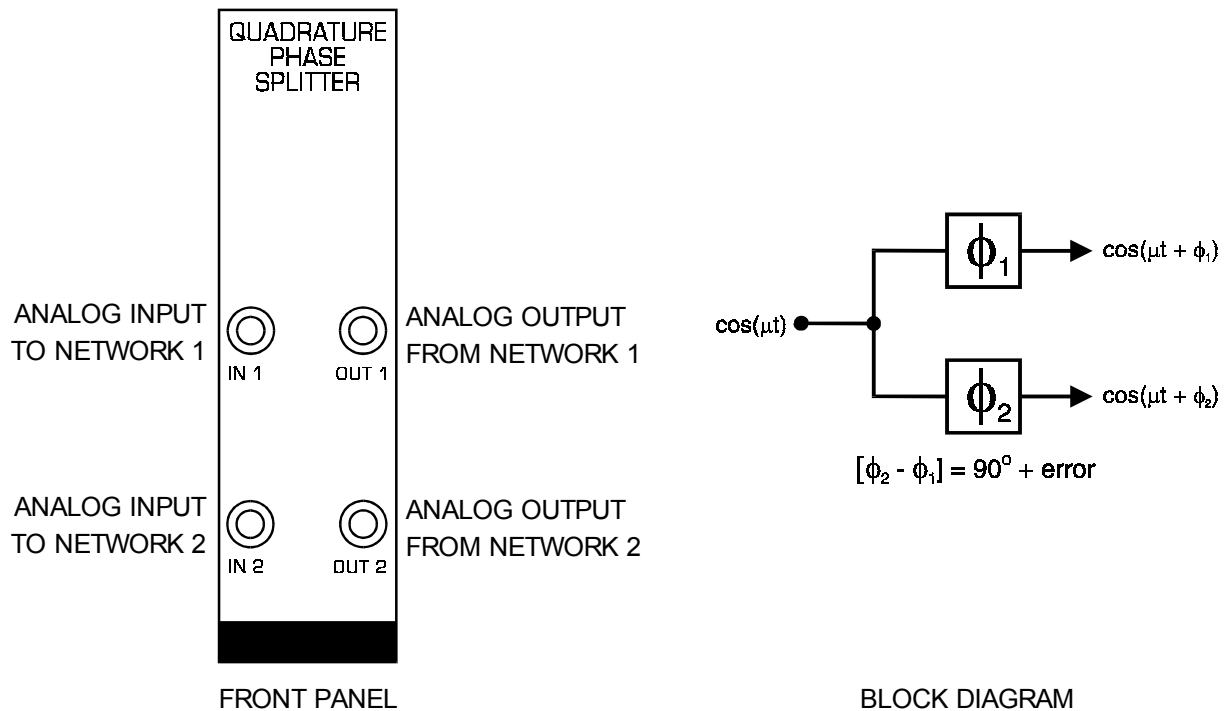 QUADRATURE
PHASE
SPLITTER
ANALOG INPUT
TO NETWORK 1
IN 1
OUT 1
ANALOG OUTPUT
FROM NETWORK 1
ANALOG INPUT
TO NETWORK 2
IN 2
OUT 2
ANALOG OUTPUT
FROM NETWORK 2
FRONT PANEL
cos(μt)
ϕ₁
cos(μt + ϕ₁)
ϕ₂
cos(μt + ϕ₂)
[ϕ₂ - ϕ₁] = 90° + error
BLOCK DIAGRAM